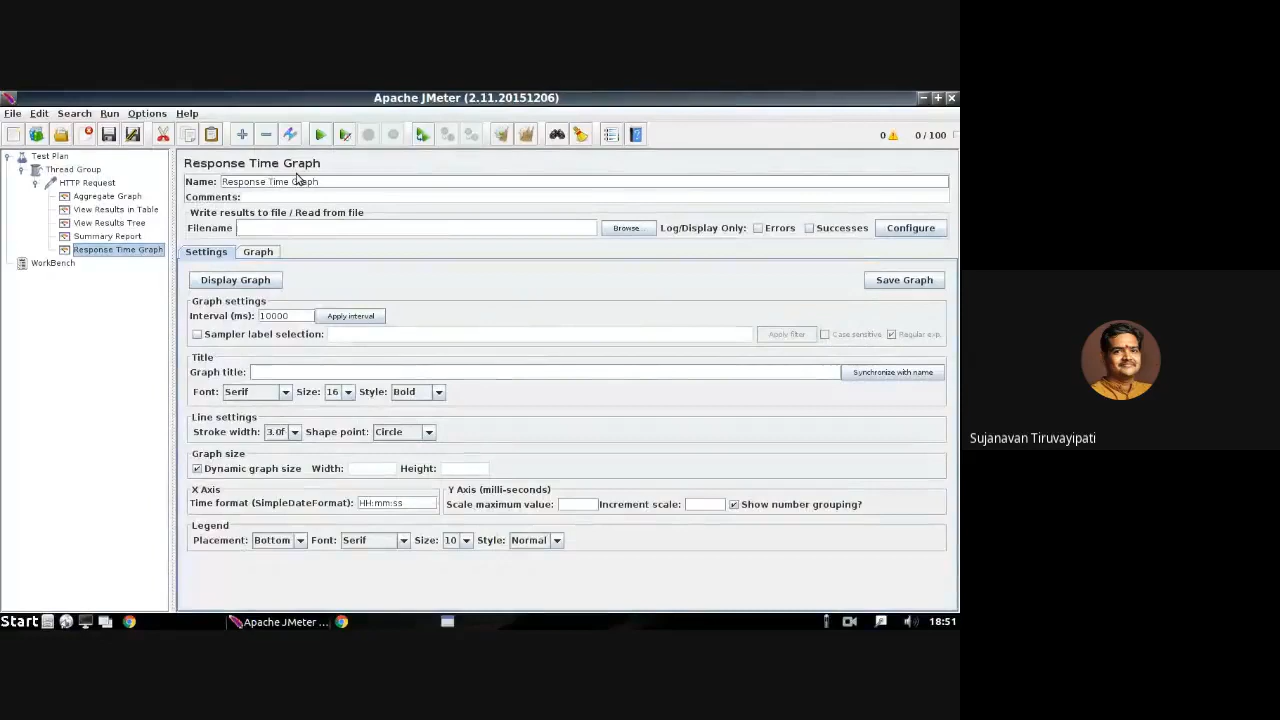 Apache JMeter (2.11.20151206)
File Edit Search Run Options Help
0 0 / 100
Test Plan
Thread Group
HTTP Request
Aggregate Graph
View Results in Table
View Results Tree
Summary Report
Response Time Graph
WorkBench
Response Time Graph
Name: Response Time Graph
Comments:
Write results to file / Read from file
Filename Browse... Log/Display Only: Errors Successes Configure
Settings Graph
Display Graph Save Graph
Graph settings
Interval (ms): 10000 Apply interval
Sampler label selection: Apply filter Case sensitive Regular exp.
Title
Graph title: Synchronize with name
Font: Serif Size: 16 Style: Bold
Line settings
Stroke width: 3.0f Shape point: Circle
Graph size
Dynamic graph size Width: Height:
X Axis
Time format (SimpleDateFormat): HH:mm:ss
Y Axis (milli-seconds)
Scale maximum value: Increment scale: Show number grouping?
Legend
Placement: Bottom Font: Serif Size: 10 Style: Normal
Start Apache JMeter ... 18:51
Sujanavan Tiruvayipati